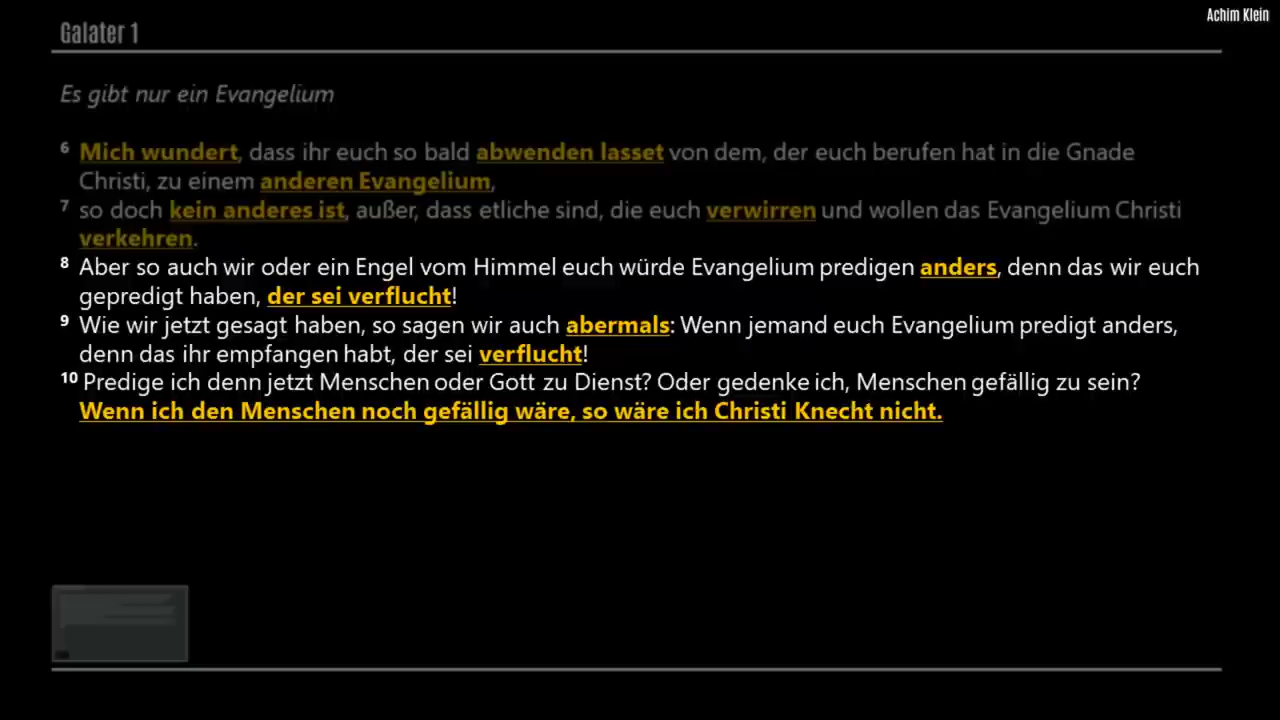 Achim Klein
Galater 1
Es gibt nur ein Evangelium
6 Mich wundert, dass ihr euch so bald abwenden lasset von dem, der euch berufen hat in die Gnade
Christi, zu einem anderen Evangelium,
7 so doch kein anderes ist, außer, dass etliche sind, die euch verwirren und wollen das Evangelium Christi
verkehren.
8 Aber so auch wir oder ein Engel vom Himmel euch würde Evangelium predigen anders, denn das wir euch
gepredigt haben, der sei verflucht!
9 Wie wir jetzt gesagt haben, so sagen wir auch abermals: Wenn jemand euch Evangelium predigt anders,
denn das ihr empfangen habt, der sei verflucht!
10 Predige ich denn jetzt Menschen oder Gott zu Dienst? Oder gedenke ich, Menschen gefällig zu sein?
Wenn ich den Menschen noch gefällig wäre, so wäre ich Christi Knecht nicht.